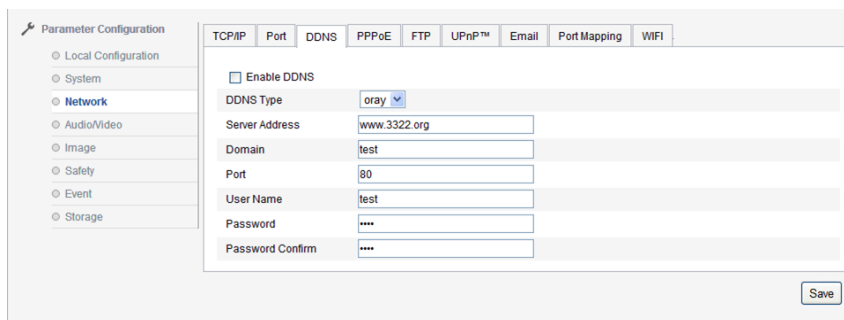 Parameter Configuration
Local Configuration
System
Network
Audio/Video
Image
Safety
Event
Storage
TCP/IP Port DDNS PPPoE FTP UPnP™ Email Port Mapping WIFI
Enable DDNS
DDNS Type oray
Server Address www.3322.org
Domain test
Port 80
User Name test
Password ••••
Password Confirm ••••
Save